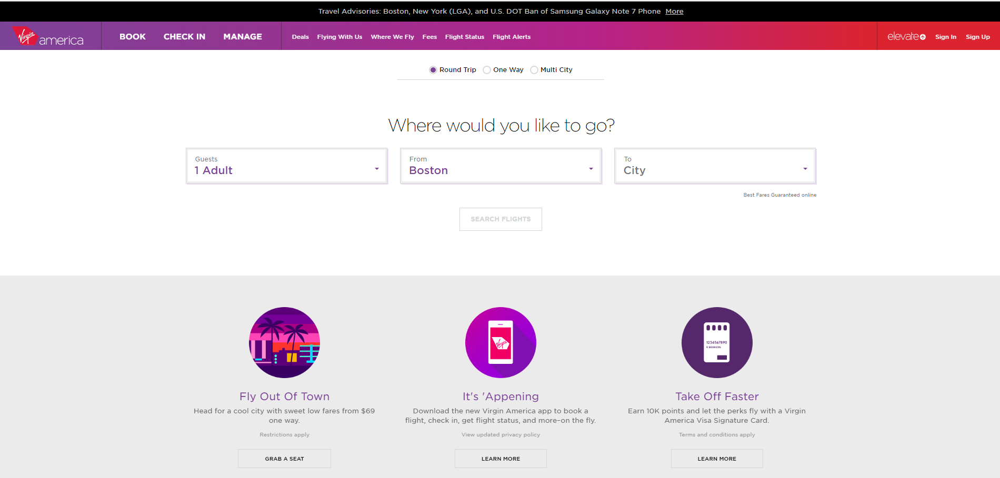 Travel Advisories: Boston, New York (LGA), and U.S. DOT Ban of Samsung Galaxy Note 7 Phone More
Virgin america
BOOK CHECK IN MANAGE Deals Flying With Us Where We Fly Fees Flight Status Flight Alerts elevate Sign In Sign Up
Round Trip One Way Multi City
Where would you like to go?
Guests From To
1 Adult Boston City
Best Fares Guaranteed online
SEARCH FLIGHTS
Virgin
1234567890
R BRANSON
Fly Out Of Town
Head for a cool city with sweet low fares from $69
one way.
Restrictions apply
GRAB A SEAT
It's 'Appening
Download the new Virgin America app to book a
flight, check in, get flight status, and more–on the fly.
View updated privacy policy
LEARN MORE
Take Off Faster
Earn 10K points and let the perks fly with a Virgin
America Visa Signature Card.
Terms and conditions apply
LEARN MORE